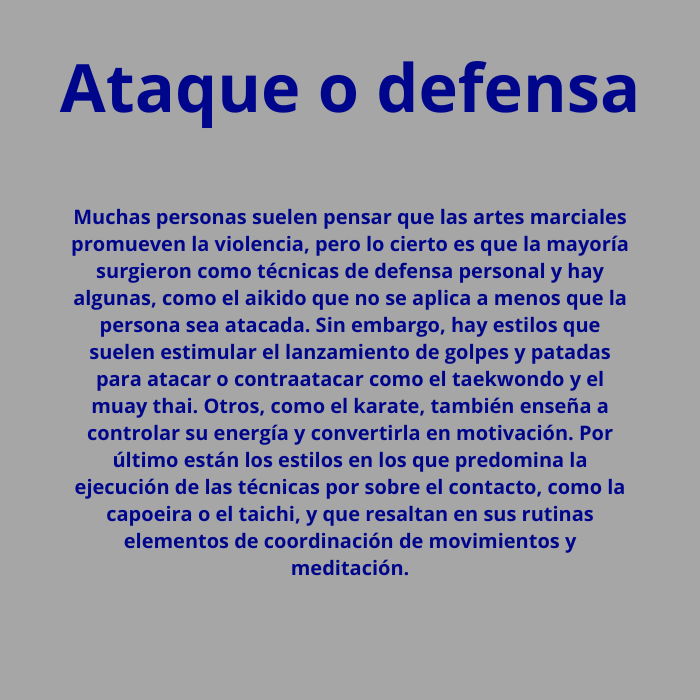 Ataque o defensa
Muchas personas suelen pensar que las artes marciales
promueven la violencia, pero lo cierto es que la mayoría
surgieron como técnicas de defensa personal y hay
algunas, como el aikido que no se aplica a menos que la
persona sea atacada. Sin embargo, hay estilos que
suelen estimular el lanzamiento de golpes y patadas
para atacar o contraatacar como el taekwondo y el
muay thai. Otros, como el karate, también enseña a
controlar su energía y convertirla en motivación. Por
último están los estilos en los que predomina la
ejecución de las técnicas por sobre el contacto, como la
capoeira o el taichi, y que resaltan en sus rutinas
elementos de coordinación de movimientos y
meditación.